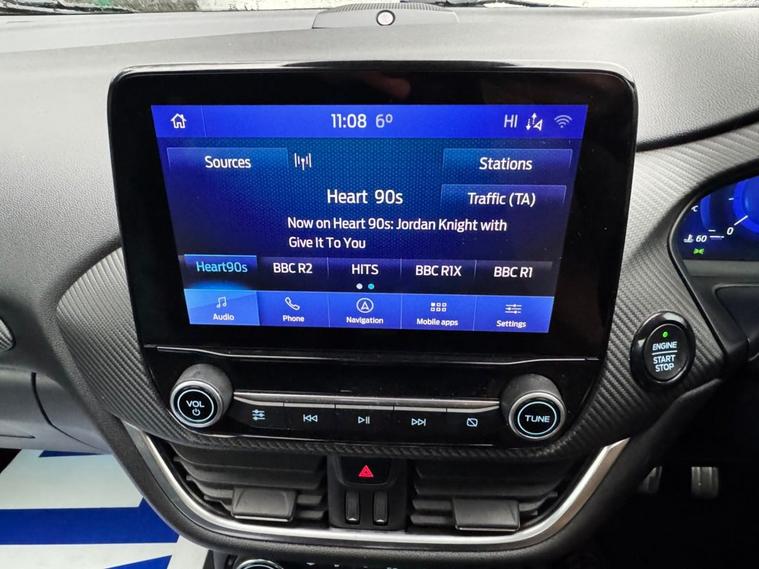 11:08 6°
HI
Sources
Stations
Heart 90s
Traffic (TA)
Now on Heart 90s: Jordan Knight with
Give It To You
Heart90s
BBC R2
HITS
BBC R1X
BBC R1
Audio
Phone
Navigation
Mobile apps
Settings
VOL
TUNE
ENGINE
START
STOP
°C
60
0